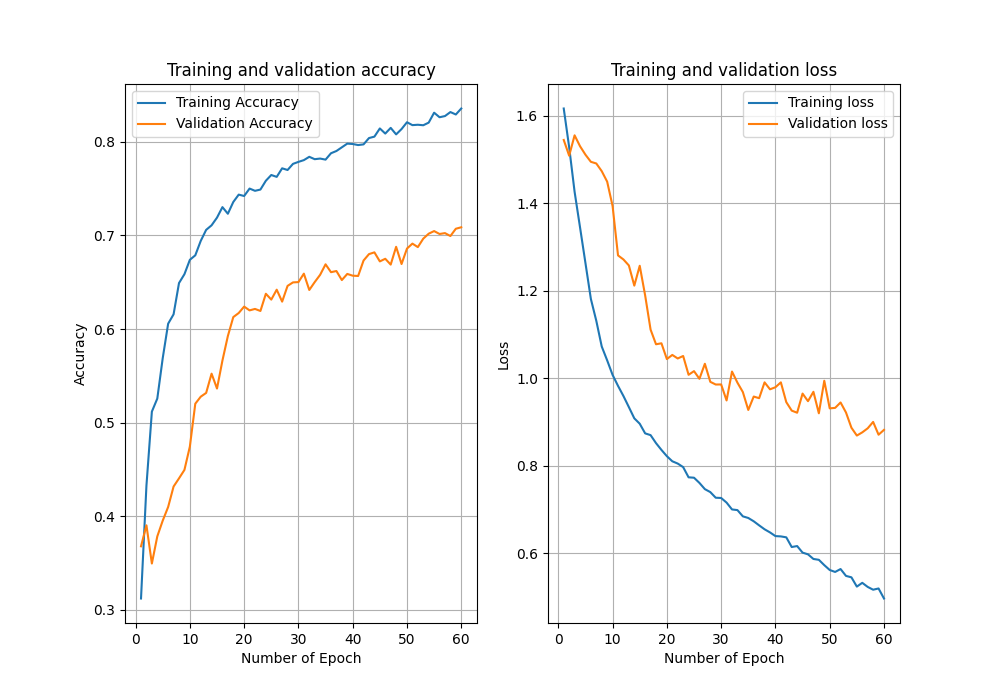 Training and validation accuracy
Training Accuracy
Validation Accuracy
Accuracy
0.8
0.7
0.6
0.5
0.4
0.3
0 10 20 30 40 50 60
Number of Epoch
Training and validation loss
Training loss
Validation loss
Loss
1.6
1.4
1.2
1.0
0.8
0.6
0 10 20 30 40 50 60
Number of Epoch